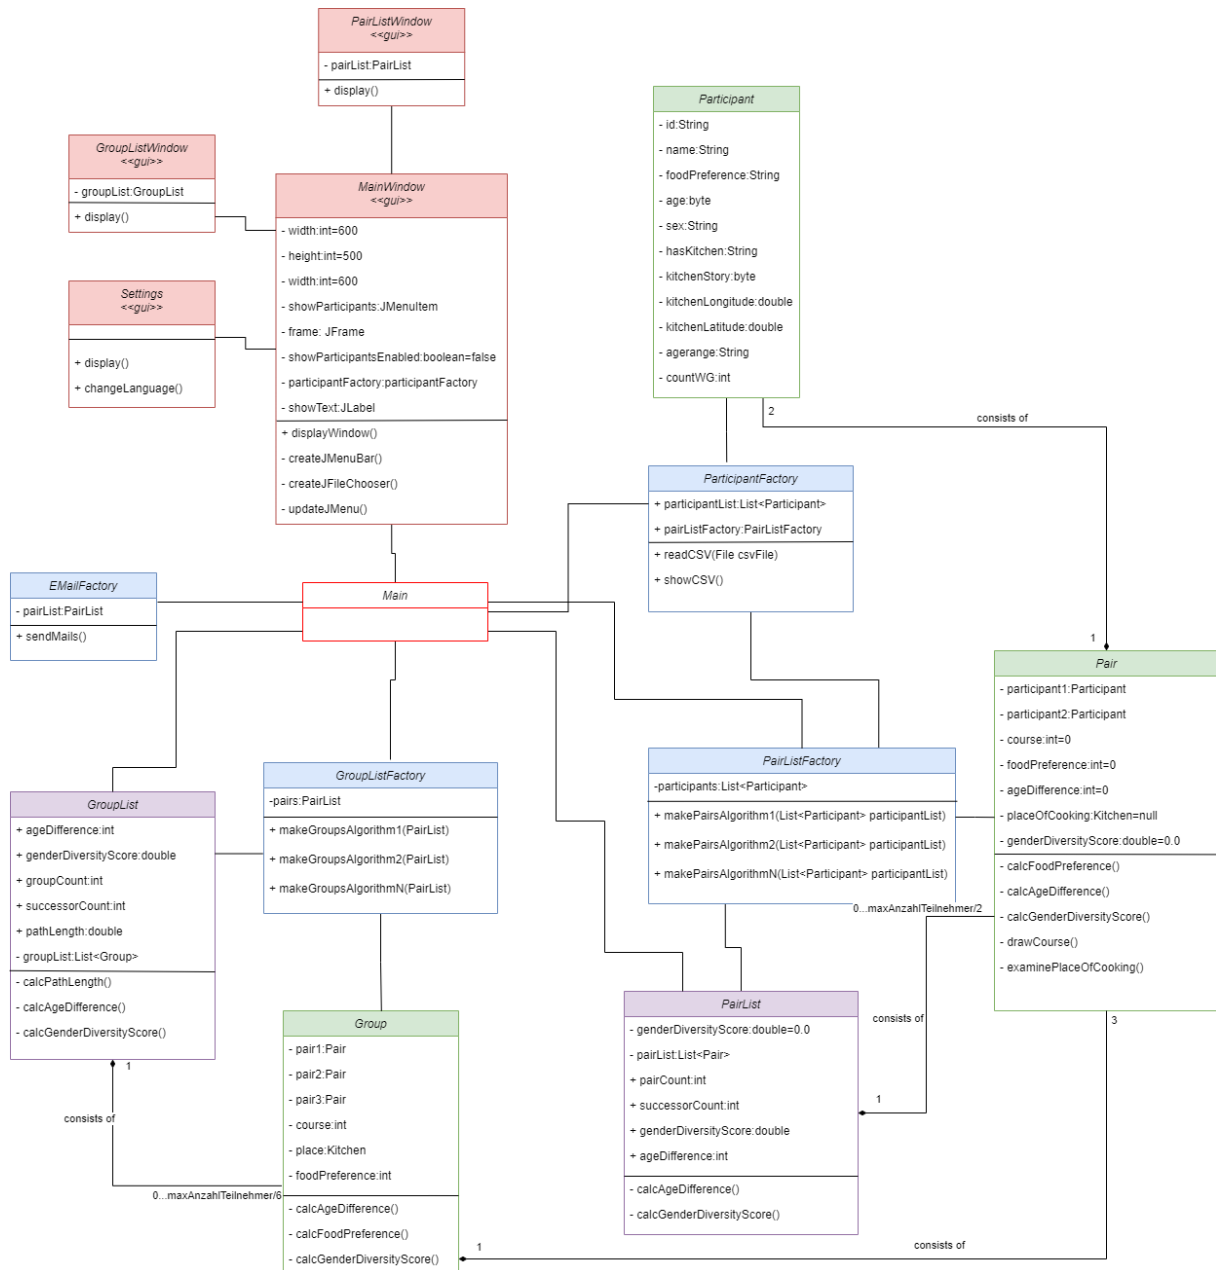 PairListWindow
<<gui>>
- pairList:PairList
+ display()
GroupListWindow
<<gui>>
- groupList:GroupList
+ display()
Settings
<<gui>>
+ display()
+ changeLanguage()
MainWindow
<<gui>>
- width:int=600
- height:int=500
- width:int=600
- showParticipants:JMenuItem
- frame: JFrame
- showParticipantsEnabled:boolean=false
- participantFactory:participantFactory
- showText:JLabel
+ displayWindow()
- createJMenuBar()
- createJFileChooser()
- updateJMenu()
Participant
- id:String
- name:String
- foodPreference:String
- age:byte
- sex:String
- hasKitchen:String
- kitchenStory:byte
- kitchenLongitude:double
- kitchenLatitude:double
- agerange:String
- countWG:int
2
consists of
ParticipantFactory
+ participantList:List<Participant>
+ pairListFactory:PairListFactory
+ readCSV(File csvFile)
+ showCSV()
EMailFactory
- pairList:PairList
+ sendMails()
Main
1
Pair
- participant1:Participant
- participant2:Participant
- course:int=0
- foodPreference:int=0
- ageDifference:int=0
- placeOfCooking:Kitchen=null
- genderDiversityScore:double=0.0
- calcFoodPreference()
- calcAgeDifference()
- calcGenderDiversityScore()
- drawCourse()
- examinePlaceOfCooking()
3
PairListFactory
-participants:List<Participant>
+ makePairsAlgorithm1(List<Participant> participantList)
+ makePairsAlgorithm2(List<Participant> participantList)
+ makePairsAlgorithmN(List<Participant> participantList)
0...maxAnzahlTeilnehmer/2
GroupListFactory
-pairs:PairList
+ makeGroupsAlgorithm1(PairList)
+ makeGroupsAlgorithm2(PairList)
+ makeGroupsAlgorithmN(PairList)
GroupList
+ ageDifference:int
+ genderDiversityScore:double
+ groupCount:int
+ successorCount:int
+ pathLength:double
- groupList:List<Group>
- calcPathLength()
- calcAgeDifference()
- calcGenderDiversityScore()
1
consists of
0...maxAnzahlTeilnehmer/6
Group
- pair1:Pair
- pair2:Pair
- pair3:Pair
- course:int
- place:Kitchen
- foodPreference:int
- calcAgeDifference()
- calcFoodPreference()
- calcGenderDiversityScore()
1
consists of
PairList
- genderDiversityScore:double=0.0
- pairList:List<Pair>
+ pairCount:int
+ successorCount:int
+ genderDiversityScore:double
+ ageDifference:int
- calcAgeDifference()
- calcGenderDiversityScore()
1
consists of